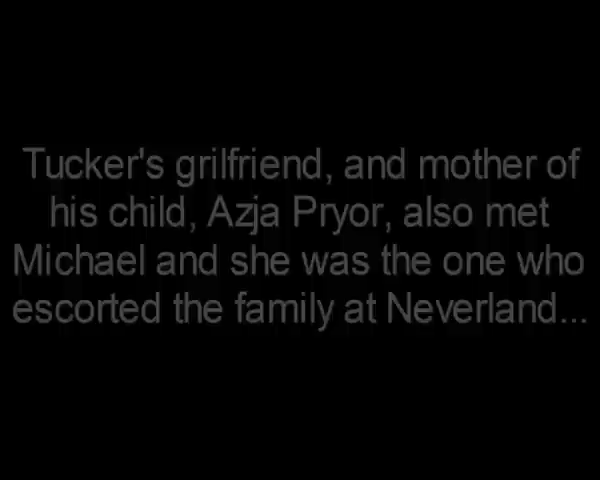 Tucker's grilfriend, and mother of
his child, Azja Pryor, also met
Michael and she was the one who
escorted the family at Neverland...